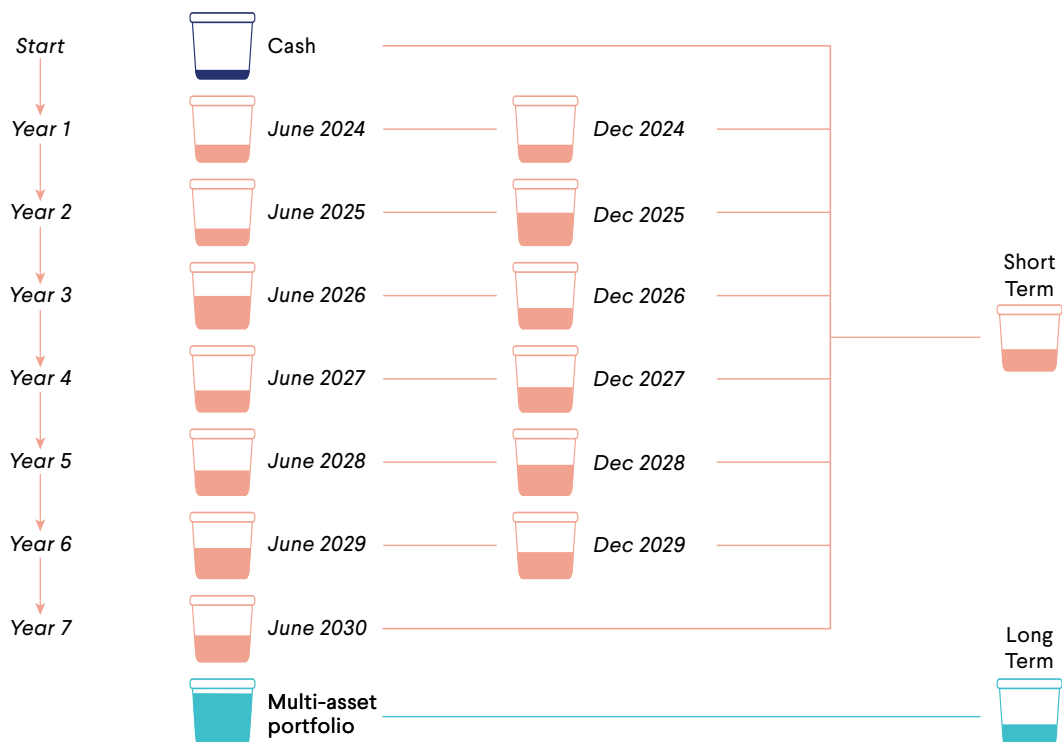 Start
Cash
Year 1
June 2024
Dec 2024
Year 2
June 2025
Dec 2025
Year 3
June 2026
Dec 2026
Short
Term
Year 4
June 2027
Dec 2027
Year 5
June 2028
Dec 2028
Year 6
June 2029
Dec 2029
Year 7
June 2030
Long
Term
Multi-asset
portfolio